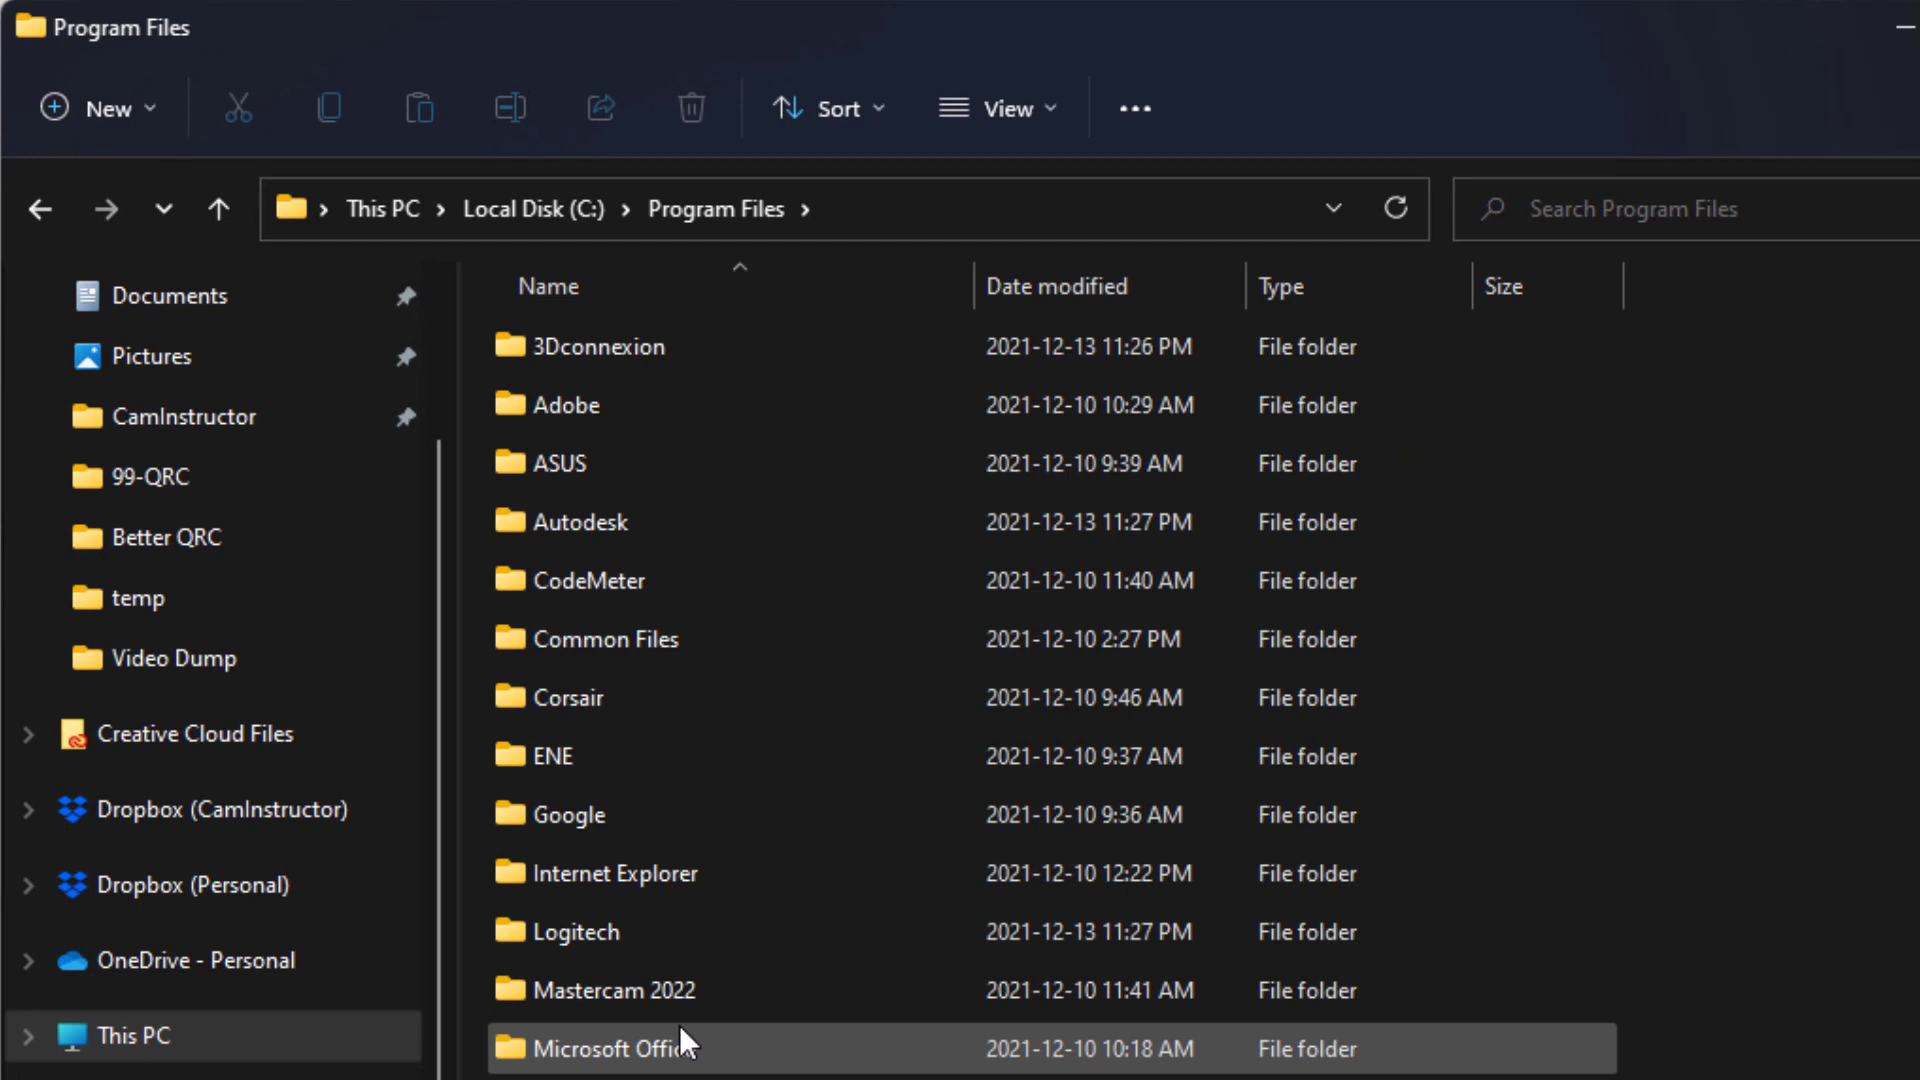 Program Files
New Sort View
This PC Local Disk (C:) Program Files Search Program Files
Name Date modified Type Size
Documents
Pictures
CamInstructor
99-QRC
Better QRC
temp
Video Dump
Creative Cloud Files
Dropbox (CamInstructor)
Dropbox (Personal)
OneDrive - Personal
This PC
3Dconnexion 2021-12-13 11:26 PM File folder
Adobe 2021-12-10 10:29 AM File folder
ASUS 2021-12-10 9:39 AM File folder
Autodesk 2021-12-13 11:27 PM File folder
CodeMeter 2021-12-10 11:40 AM File folder
Common Files 2021-12-10 2:27 PM File folder
Corsair 2021-12-10 9:46 AM File folder
ENE 2021-12-10 9:37 AM File folder
Google 2021-12-10 9:36 AM File folder
Internet Explorer 2021-12-10 12:22 PM File folder
Logitech 2021-12-13 11:27 PM File folder
Mastercam 2022 2021-12-10 11:41 AM File folder
Microsoft Offic 2021-12-10 10:18 AM File folder